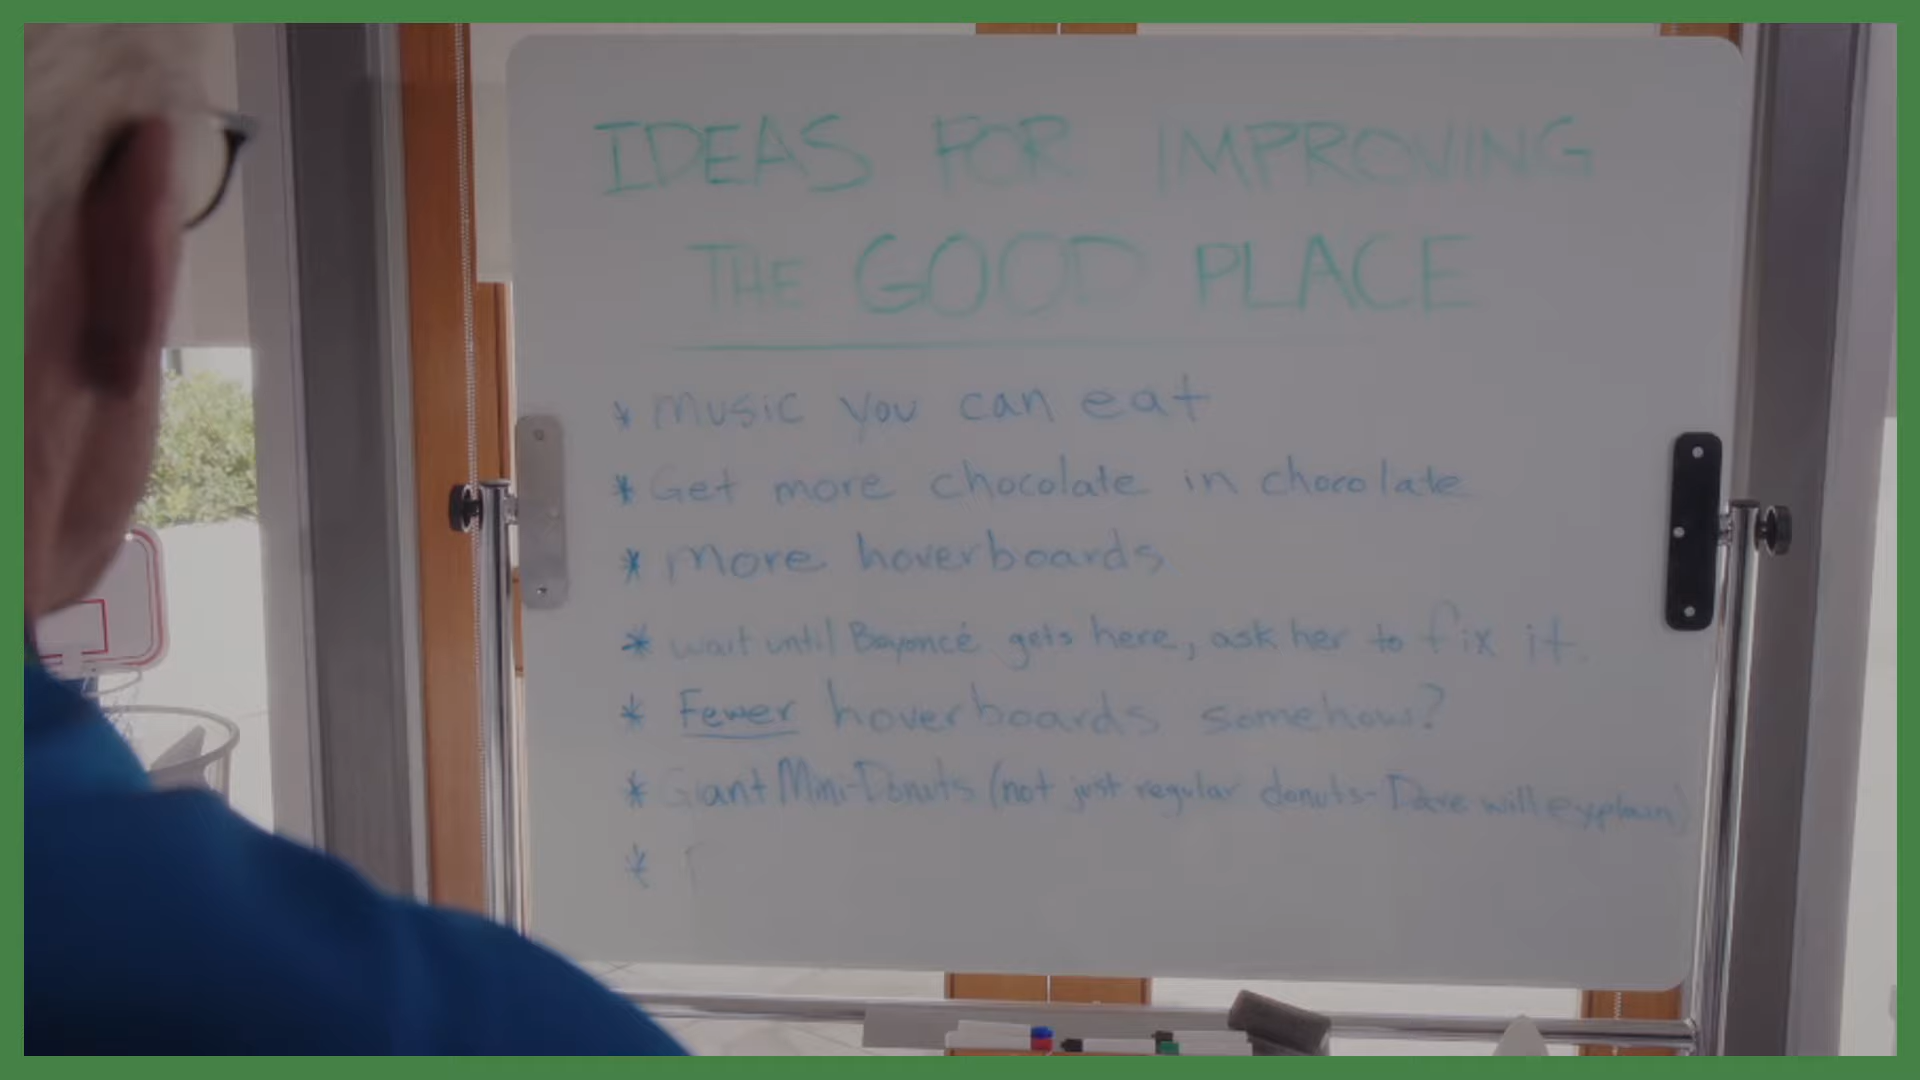 IDEAS FOR IMPROVING
THE GOOD PLACE
* Music you can eat
* Get more chocolate in chocolate
* More hoverboards
* wait until Beyoncé gets here, ask her to fix it.
* Fewer hoverboards somehow?
* Giant Mini-Donuts (not just regular donuts- Dave will explain)
*